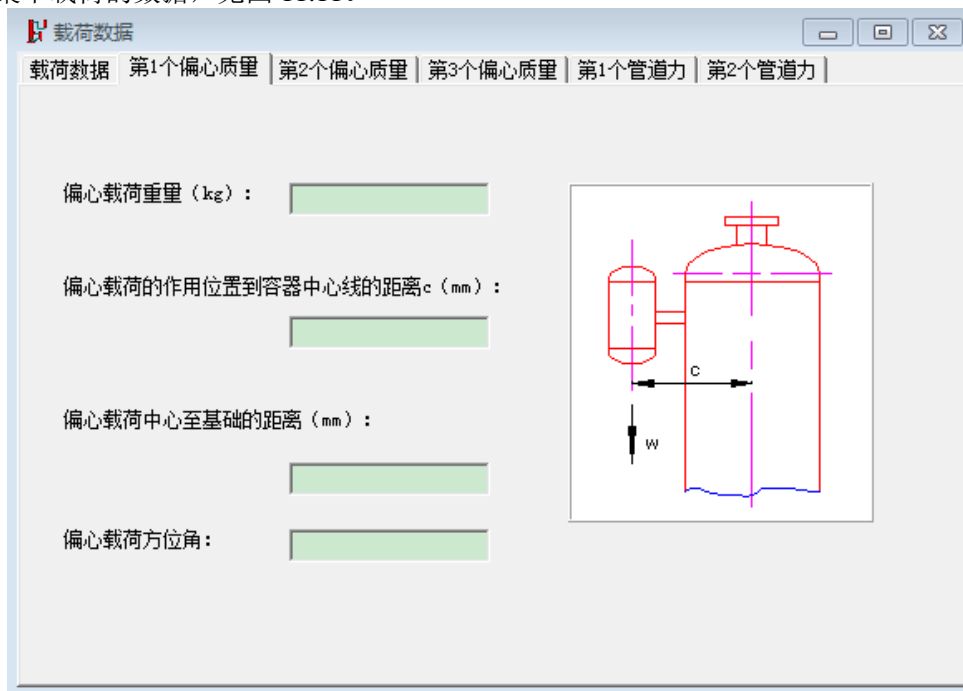 载荷数据
载荷数据 第1个偏心质量 第2个偏心质量 第3个偏心质量 第1个管道力 第2个管道力
偏心载荷重量（kg）：
偏心载荷的作用位置到容器中心线的距离c（mm）：
偏心载荷中心至基础的距离（mm）：
偏心载荷方位角：
C
W